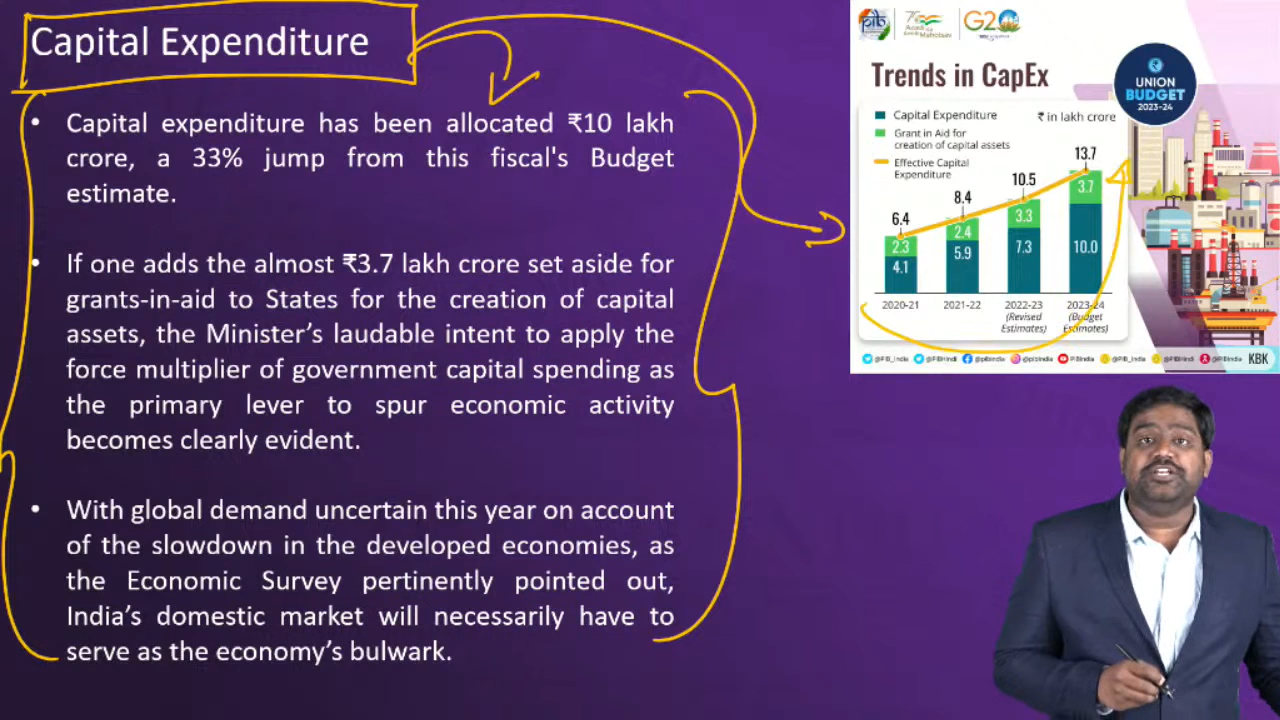 Capital Expenditure
• Capital expenditure has been allocated ₹10 lakh
crore, a 33% jump from this fiscal's Budget
estimate.
• If one adds the almost ₹3.7 lakh crore set aside for
grants-in-aid to States for the creation of capital
assets, the Minister's laudable intent to apply the
force multiplier of government capital spending as
the primary lever to spur economic activity
becomes clearly evident.
• With global demand uncertain this year on account
of the slowdown in the developed economies, as
the Economic Survey pertinently pointed out,
India's domestic market will necessarily have to
serve as the economy's bulwark.
G20
Trends in CapEx
UNION
BUDGET
2023-24
Capital Expenditure
₹ in lakh crore
Grant in Aid for
creation of capital assets
Effective Capital
Expenditure
6.4
8.4
10.5
13.7
2.3
2.4
3.3
3.7
4.1
5.9
7.3
10.0
2020-21
2021-22
2022-23
(Revised
Estimates)
2023-24
(Budget
Estimates)
@PIB_India
@PIBHindi
@pibindia
@pibindia
PIBIndia
@PIB_India
@PIBHindi
@PIBIndia
KBK